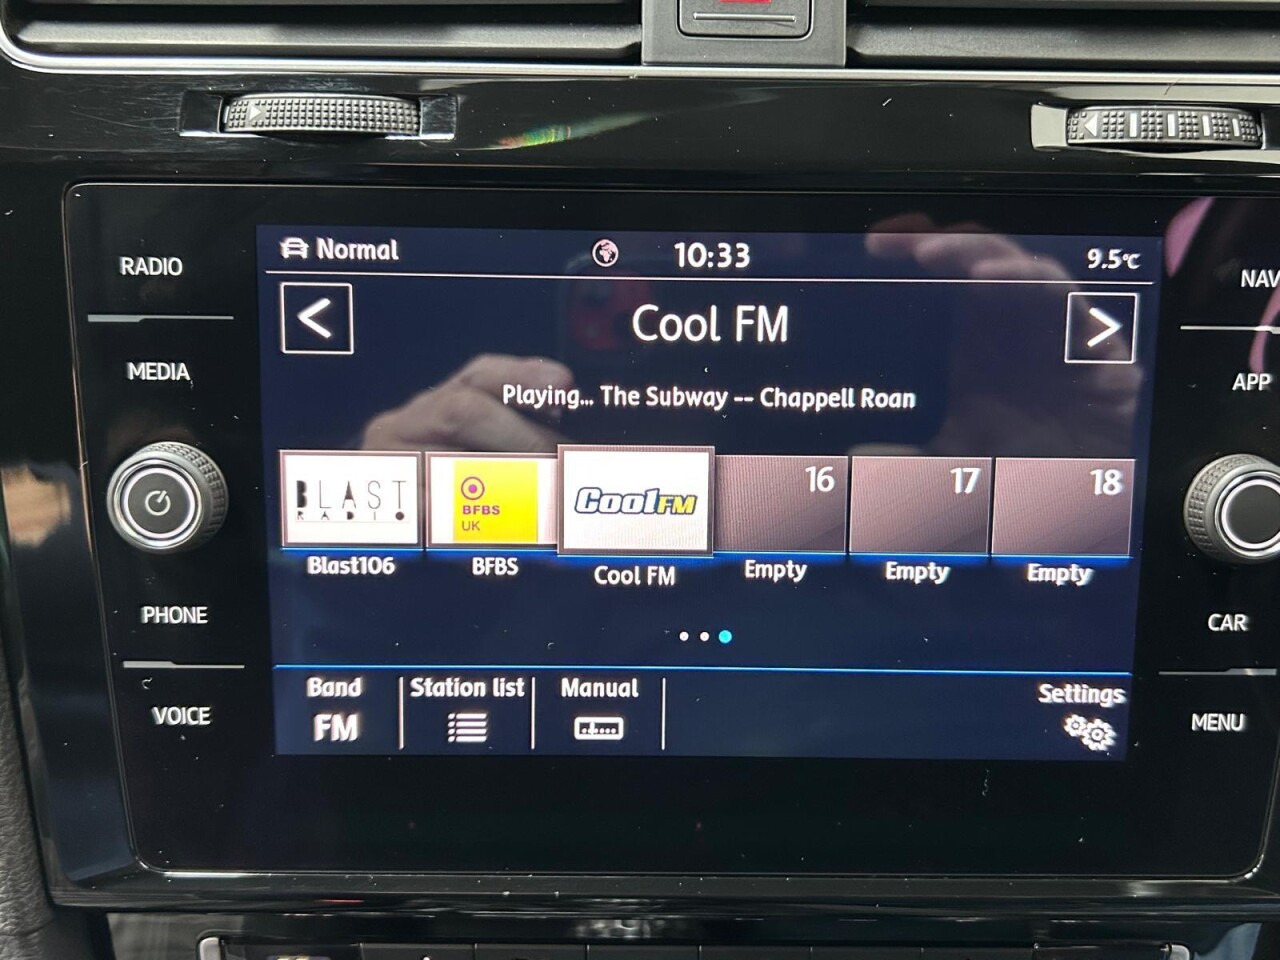 RADIO
MEDIA
PHONE
VOICE
Normal
10:33
9.5°C
Cool FM
Playing... The Subway -- Chappell Roan
BLAST
RADIO
BFBS
UK
CoolFM
16
17
18
Blast106
BFBS
Cool FM
Empty
Empty
Empty
Band
FM
Station list
Manual
Settings
NAV
APP
CAR
MENU